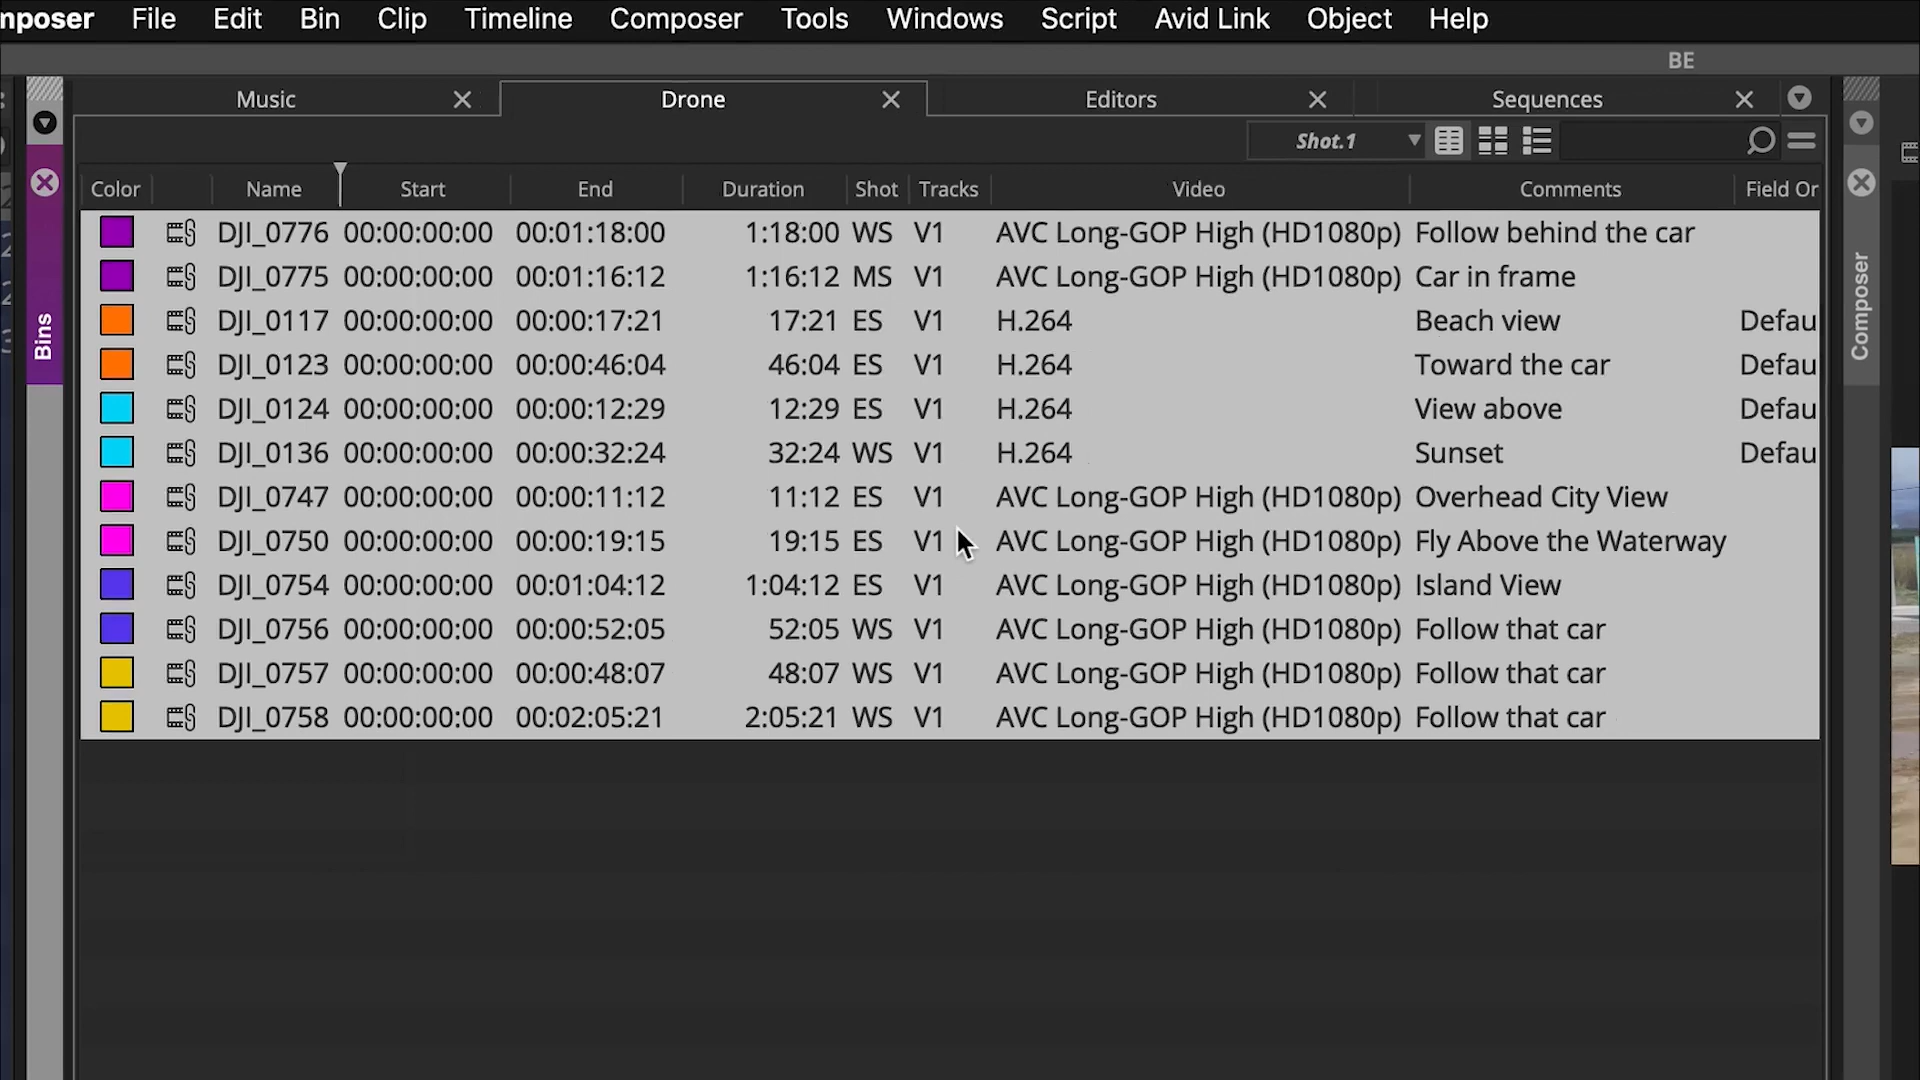 mposer File Edit Bin Clip Timeline Composer Tools Windows Script Avid Link Object Help
BE
Music Drone Editors Sequences
Shot.1
Color Name Start End Duration Shot Tracks Video Comments Field Or
DJI_0776 00:00:00:00 00:01:18:00 1:18:00 WS V1 AVC Long-GOP High (HD1080p) Follow behind the car
DJI_0775 00:00:00:00 00:01:16:12 1:16:12 MS V1 AVC Long-GOP High (HD1080p) Car in frame
DJI_0117 00:00:00:00 00:00:17:21 17:21 ES V1 H.264 Beach view Defau
DJI_0123 00:00:00:00 00:00:46:04 46:04 ES V1 H.264 Toward the car Defau
DJI_0124 00:00:00:00 00:00:12:29 12:29 ES V1 H.264 View above Defau
DJI_0136 00:00:00:00 00:00:32:24 32:24 WS V1 H.264 Sunset Defau
DJI_0747 00:00:00:00 00:00:11:12 11:12 ES V1 AVC Long-GOP High (HD1080p) Overhead City View
DJI_0750 00:00:00:00 00:00:19:15 19:15 ES V1 AVC Long-GOP High (HD1080p) Fly Above the Waterway
DJI_0754 00:00:00:00 00:01:04:12 1:04:12 ES V1 AVC Long-GOP High (HD1080p) Island View
DJI_0756 00:00:00:00 00:00:52:05 52:05 WS V1 AVC Long-GOP High (HD1080p) Follow that car
DJI_0757 00:00:00:00 00:00:48:07 48:07 WS V1 AVC Long-GOP High (HD1080p) Follow that car
DJI_0758 00:00:00:00 00:02:05:21 2:05:21 WS V1 AVC Long-GOP High (HD1080p) Follow that car
Bins
Composer